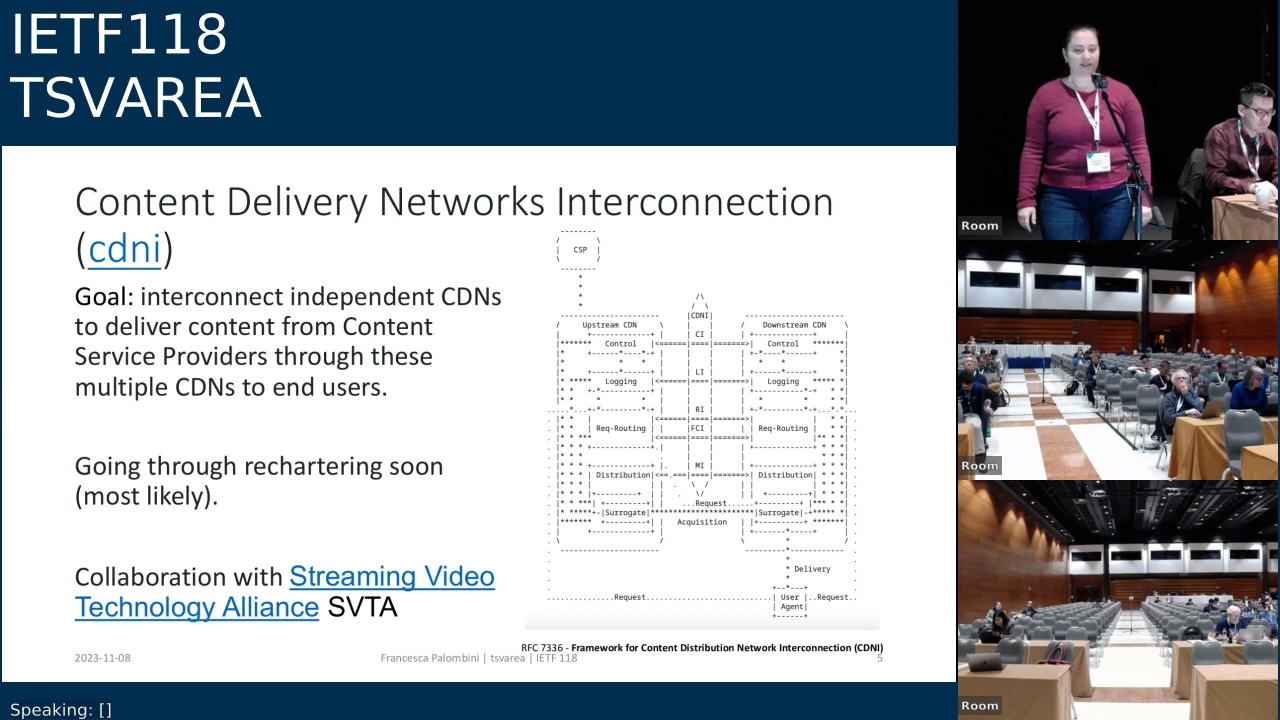 IETF118
TSVAREA
Content Delivery Networks Interconnection
(cdni)
Goal: interconnect independent CDNs
to deliver content from Content
Service Providers through these
multiple CDNs to end users.
Going through rechartering soon
(most likely).
Collaboration with Streaming Video
Technology Alliance SVTA
CSP
CDNI
Upstream CDN
Downstream CDN
CI
Control
Control
LI
Logging
Logging
RI
Req-Routing
FCI
Req-Routing
MI
Distribution
Distribution
Request
Surrogate
Surrogate
Acquisition
Delivery
Request
User
Request
Agent
RFC 7336 - Framework for Content Distribution Network Interconnection (CDNI)
2023-11-08
Francesca Palombini | tsvarea | IETF 118
5
Speaking: []
Room
Room
Room